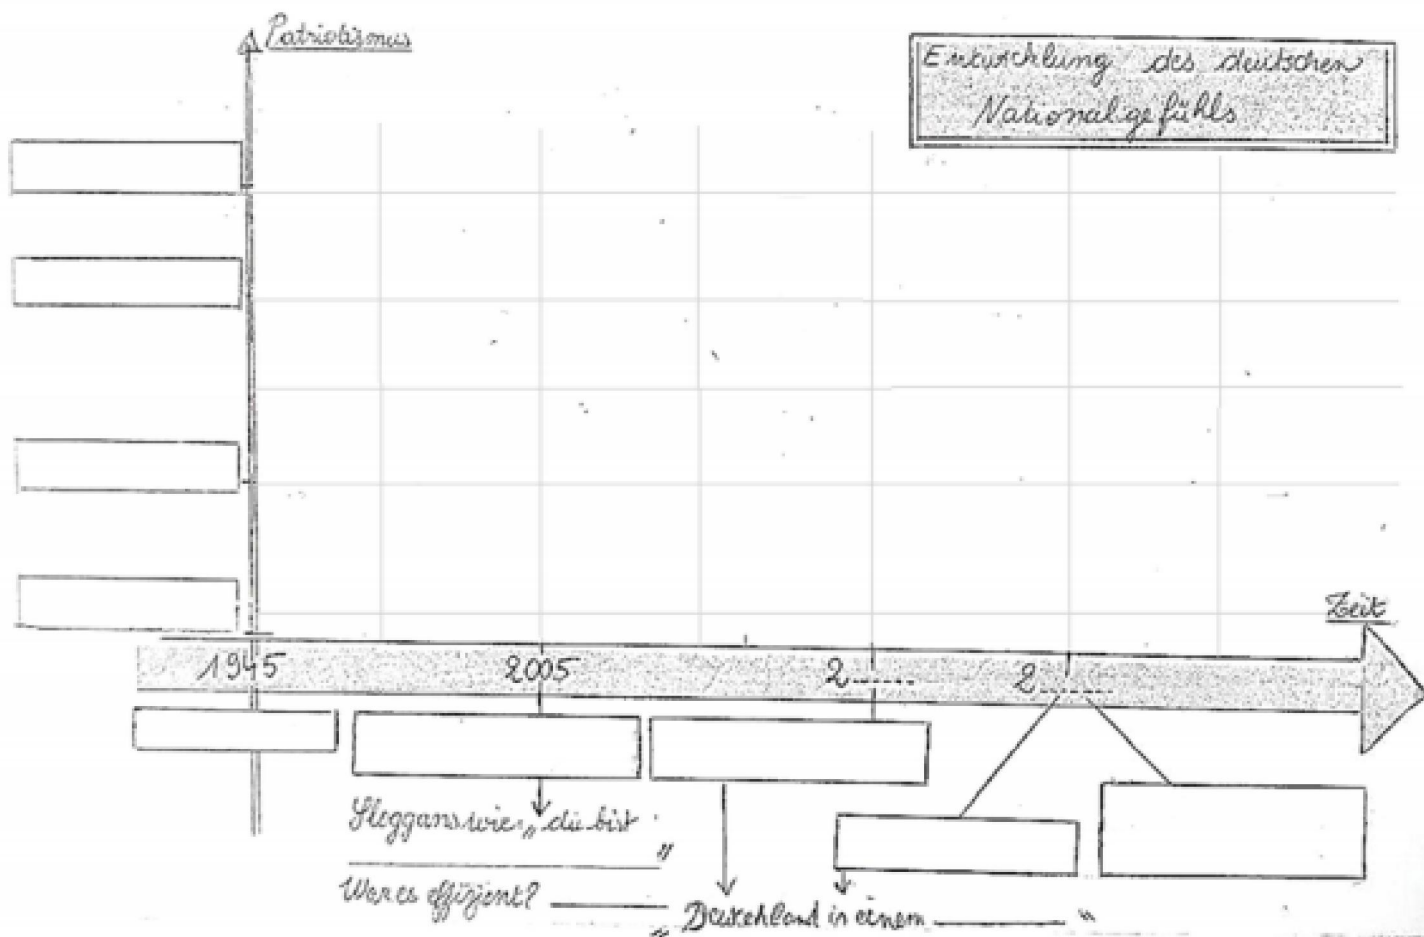 Patriotismus
Entwicklung des deutschen
Nationalgefühls
Zeit
1945 2005 2....... 2.......
Sloggans wie „du bist
"
War es effizient?
„ Deutschland in einem "